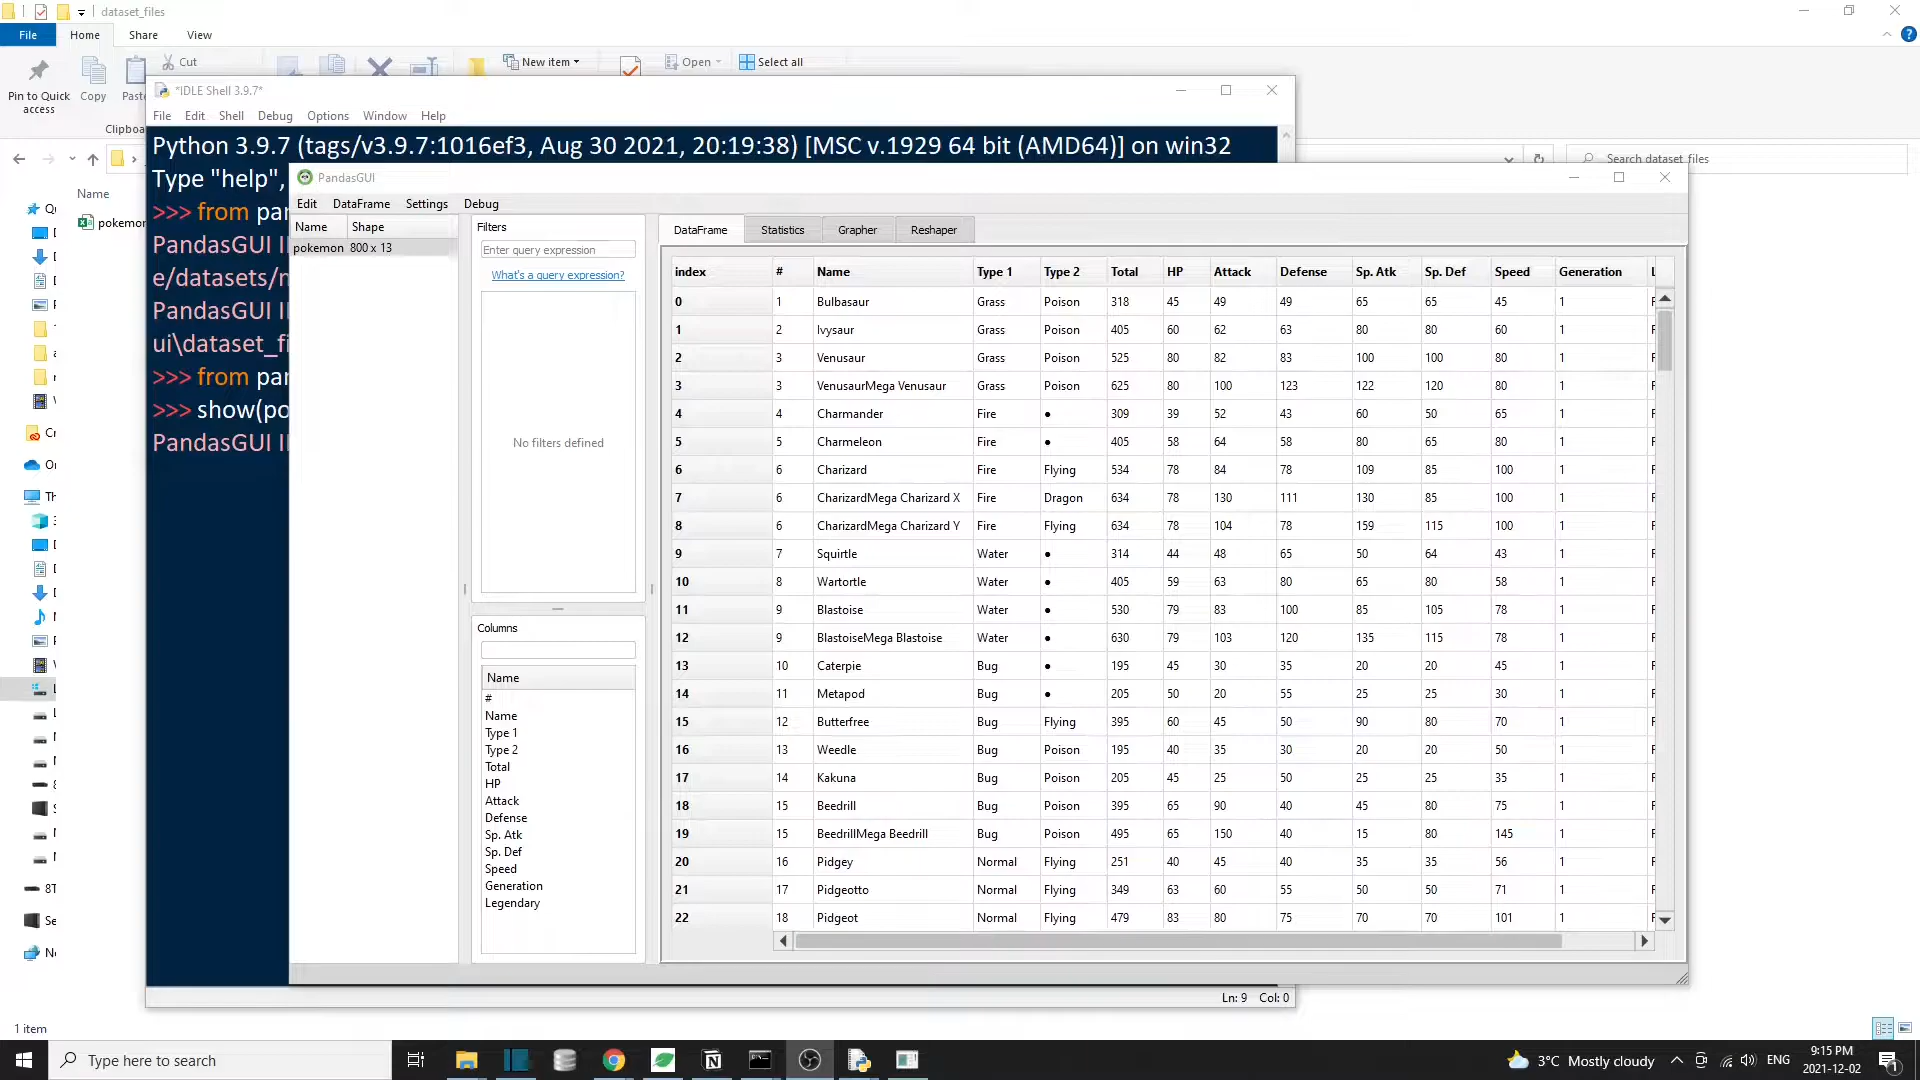 dataset_files
File Home Share View
Pin to Quick access
Copy
Paste
Cut
New item
Open
Select all
Clipboa
Search dataset_files
Name
pokemon
1 item
*IDLE Shell 3.9.7*
File Edit Shell Debug Options Window Help
Python 3.9.7 (tags/v3.9.7:1016ef3, Aug 30 2021, 20:19:38) [MSC v.1929 64 bit (AMD64)] on win32
Type "help",
>>> from pan
PandasGUI II
e/datasets/n
PandasGUI II
ui\dataset_fi
>>> from pan
>>> show(po
PandasGUI II
Ln: 9 Col: 0
PandasGUI
Edit DataFrame Settings Debug
Name Shape
pokemon 800 x 13
Filters
Enter query expression
What's a query expression?
No filters defined
Columns
Name
#
Name
Type 1
Type 2
Total
HP
Attack
Defense
Sp. Atk
Sp. Def
Speed
Generation
Legendary
DataFrame Statistics Grapher Reshaper
index # Name Type 1 Type 2 Total HP Attack Defense Sp. Atk Sp. Def Speed Generation L
0 1 Bulbasaur Grass Poison 318 45 49 49 65 65 45 1 F
1 2 Ivysaur Grass Poison 405 60 62 63 80 80 60 1 F
2 3 Venusaur Grass Poison 525 80 82 83 100 100 80 1 F
3 3 VenusaurMega Venusaur Grass Poison 625 80 100 123 122 120 80 1 F
4 4 Charmander Fire ● 309 39 52 43 60 50 65 1 F
5 5 Charmeleon Fire ● 405 58 64 58 80 65 80 1 F
6 6 Charizard Fire Flying 534 78 84 78 109 85 100 1 F
7 6 CharizardMega Charizard X Fire Dragon 634 78 130 111 130 85 100 1 F
8 6 CharizardMega Charizard Y Fire Flying 634 78 104 78 159 115 100 1 F
9 7 Squirtle Water ● 314 44 48 65 50 64 43 1 F
10 8 Wartortle Water ● 405 59 63 80 65 80 58 1 F
11 9 Blastoise Water ● 530 79 83 100 85 105 78 1 F
12 9 BlastoiseMega Blastoise Water ● 630 79 103 120 135 115 78 1 F
13 10 Caterpie Bug ● 195 45 30 35 20 20 45 1 F
14 11 Metapod Bug ● 205 50 20 55 25 25 30 1 F
15 12 Butterfree Bug Flying 395 60 45 50 90 80 70 1 F
16 13 Weedle Bug Poison 195 40 35 30 20 20 50 1 F
17 14 Kakuna Bug Poison 205 45 25 50 25 25 35 1 F
18 15 Beedrill Bug Poison 395 65 90 40 45 80 75 1 F
19 15 BeedrillMega Beedrill Bug Poison 495 65 150 40 15 80 145 1 F
20 16 Pidgey Normal Flying 251 40 45 40 35 35 56 1 F
21 17 Pidgeotto Normal Flying 349 63 60 55 50 50 71 1 F
22 18 Pidgeot Normal Flying 479 83 80 75 70 70 101 1 F
Type here to search
3°C Mostly cloudy
ENG
9:15 PM
2021-12-02